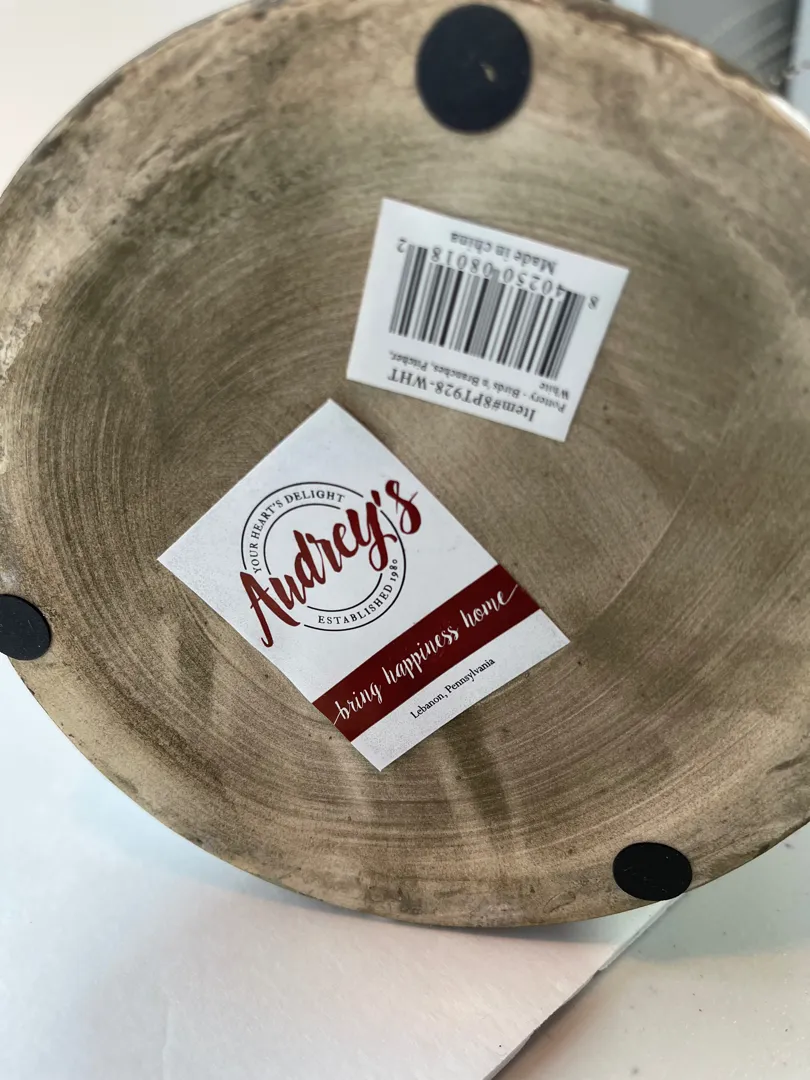 Item#8PT928-WHT
Pottery - Birds'n Branches, Pitcher,
White
8 40250 08018 2
Made in china
YOUR HEART'S DELIGHT
Audrey's
ESTABLISHED 1980
bring happiness home
Lebanon, Pennsylvania